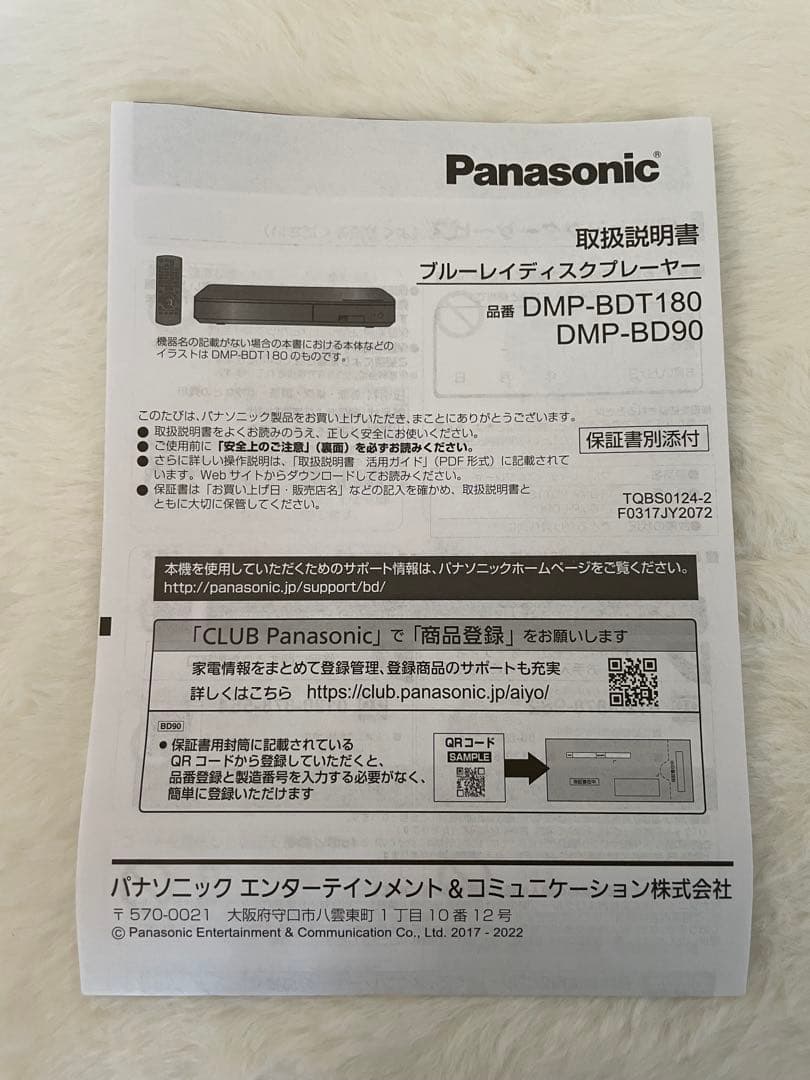 Panasonic®
取扱説明書
ブルーレイディスクプレーヤー
品番 DMP-BDT180
DMP-BD90
機器名の記載がない場合の本書における本体などの
イラストは DMP-BDT180 のものです。
このたびは、パナソニック製品をお買い上げいただき、まことにありがとうございます。
● 取扱説明書をよくお読みのうえ、正しく安全にお使いください。
● ご使用前に「安全上のご注意」(裏面) を必ずお読みください。
● さらに詳しい操作説明は、「取扱説明書 活用ガイド」(PDF 形式) に記載されて
います。Web サイトからダウンロードしてお読みください。
● 保証書は「お買い上げ日・販売店名」などの記入を確かめ、取扱説明書と
ともに大切に保管してください。
保証書別添付
TQBS0124-2
F0317JY2072
本機を使用していただくためのサポート情報は、パナソニックホームページをご覧ください。
http://panasonic.jp/support/bd/
「CLUB Panasonic」で「商品登録」をお願いします
家電情報をまとめて登録管理、登録商品のサポートも充実
詳しくはこちら https://club.panasonic.jp/aiyo/
BD90
● 保証書用封筒に記載されている
QR コードから登録していただくと、
品番登録と製造番号を入力する必要がなく、
簡単に登録いただけます
QRコード
SAMPLE
パナソニック エンターテインメント＆コミュニケーション株式会社
〒570-0021 大阪府守口市八雲東町1丁目10番12号
© Panasonic Entertainment & Communication Co., Ltd. 2017 - 2022